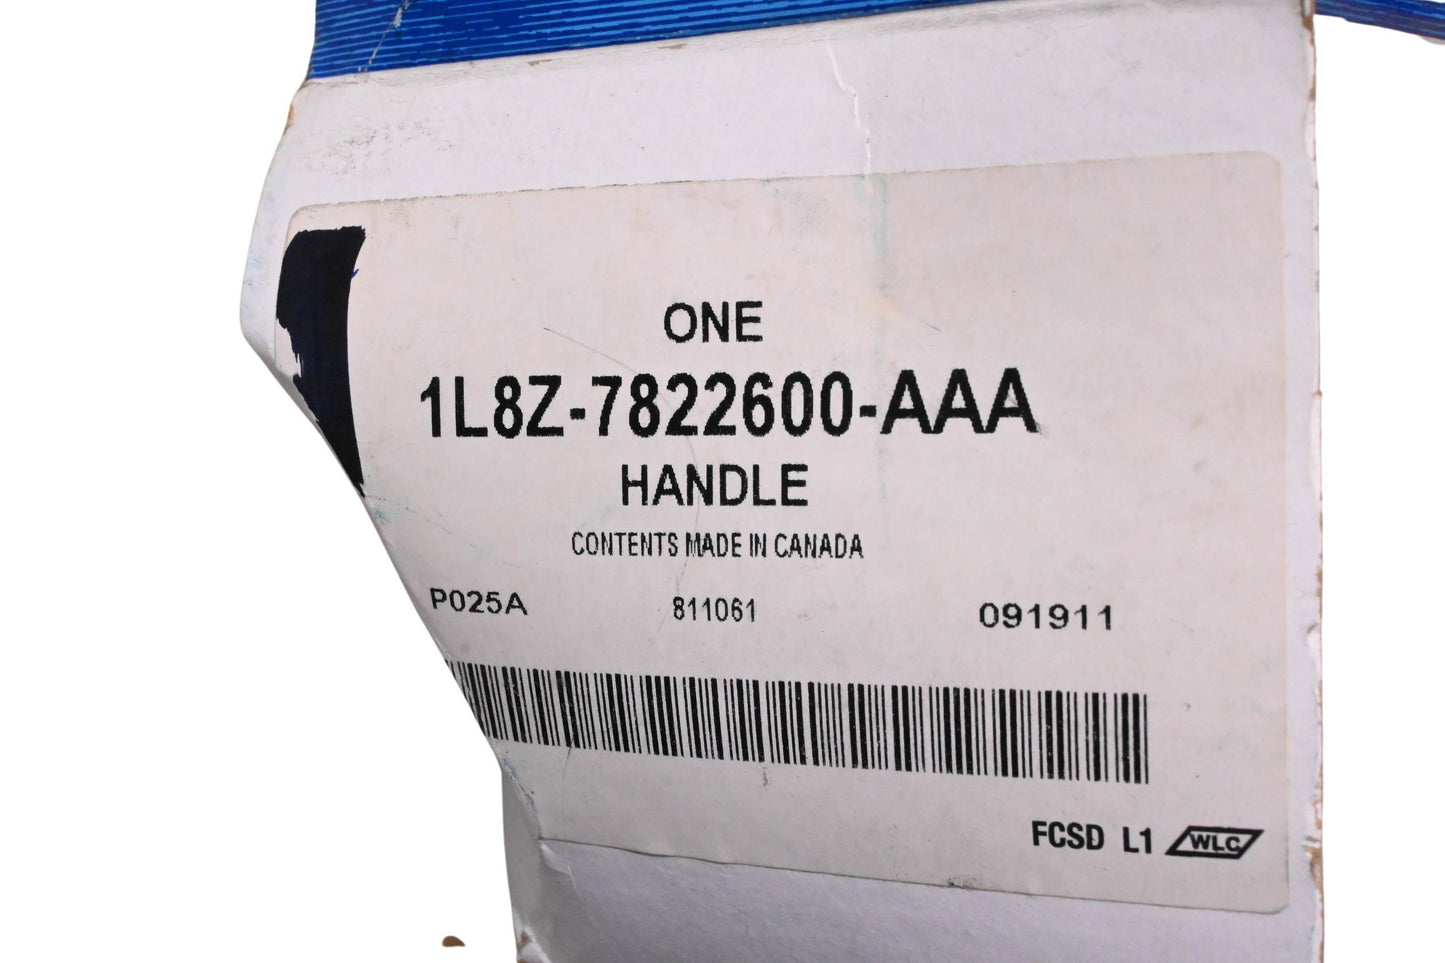 ONE
1L8Z-7822600-AAA
HANDLE
CONTENTS MADE IN CANADA
P025A 811061 091911
FCSD L1 WLC